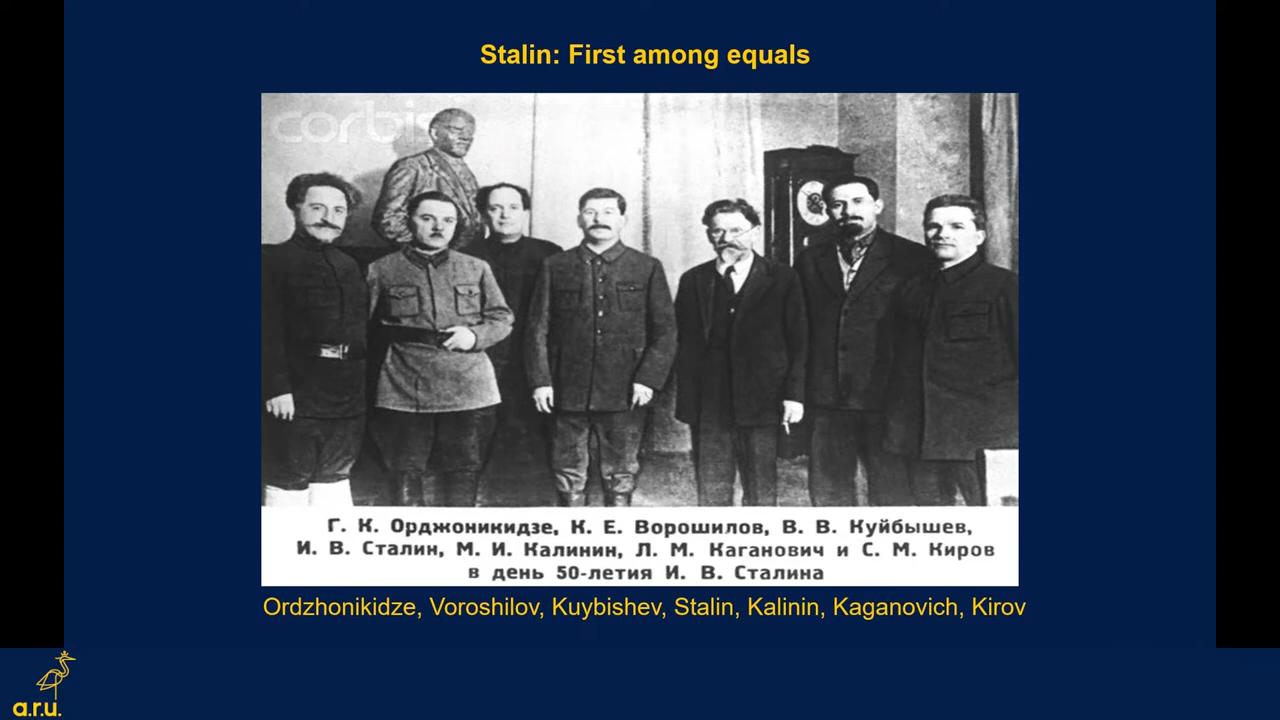 Stalin: First among equals
corbis
Г. К. Орджоникидзе, К. Е. Ворошилов, В. В. Куйбышев,
И. В. Сталин, М. И. Калинин, Л. М. Каганович и С. М. Киров
в день 50-летия И. В. Сталина
Ordzhonikidze, Voroshilov, Kuybishev, Stalin, Kalinin, Kaganovich, Kirov
a.r.u.